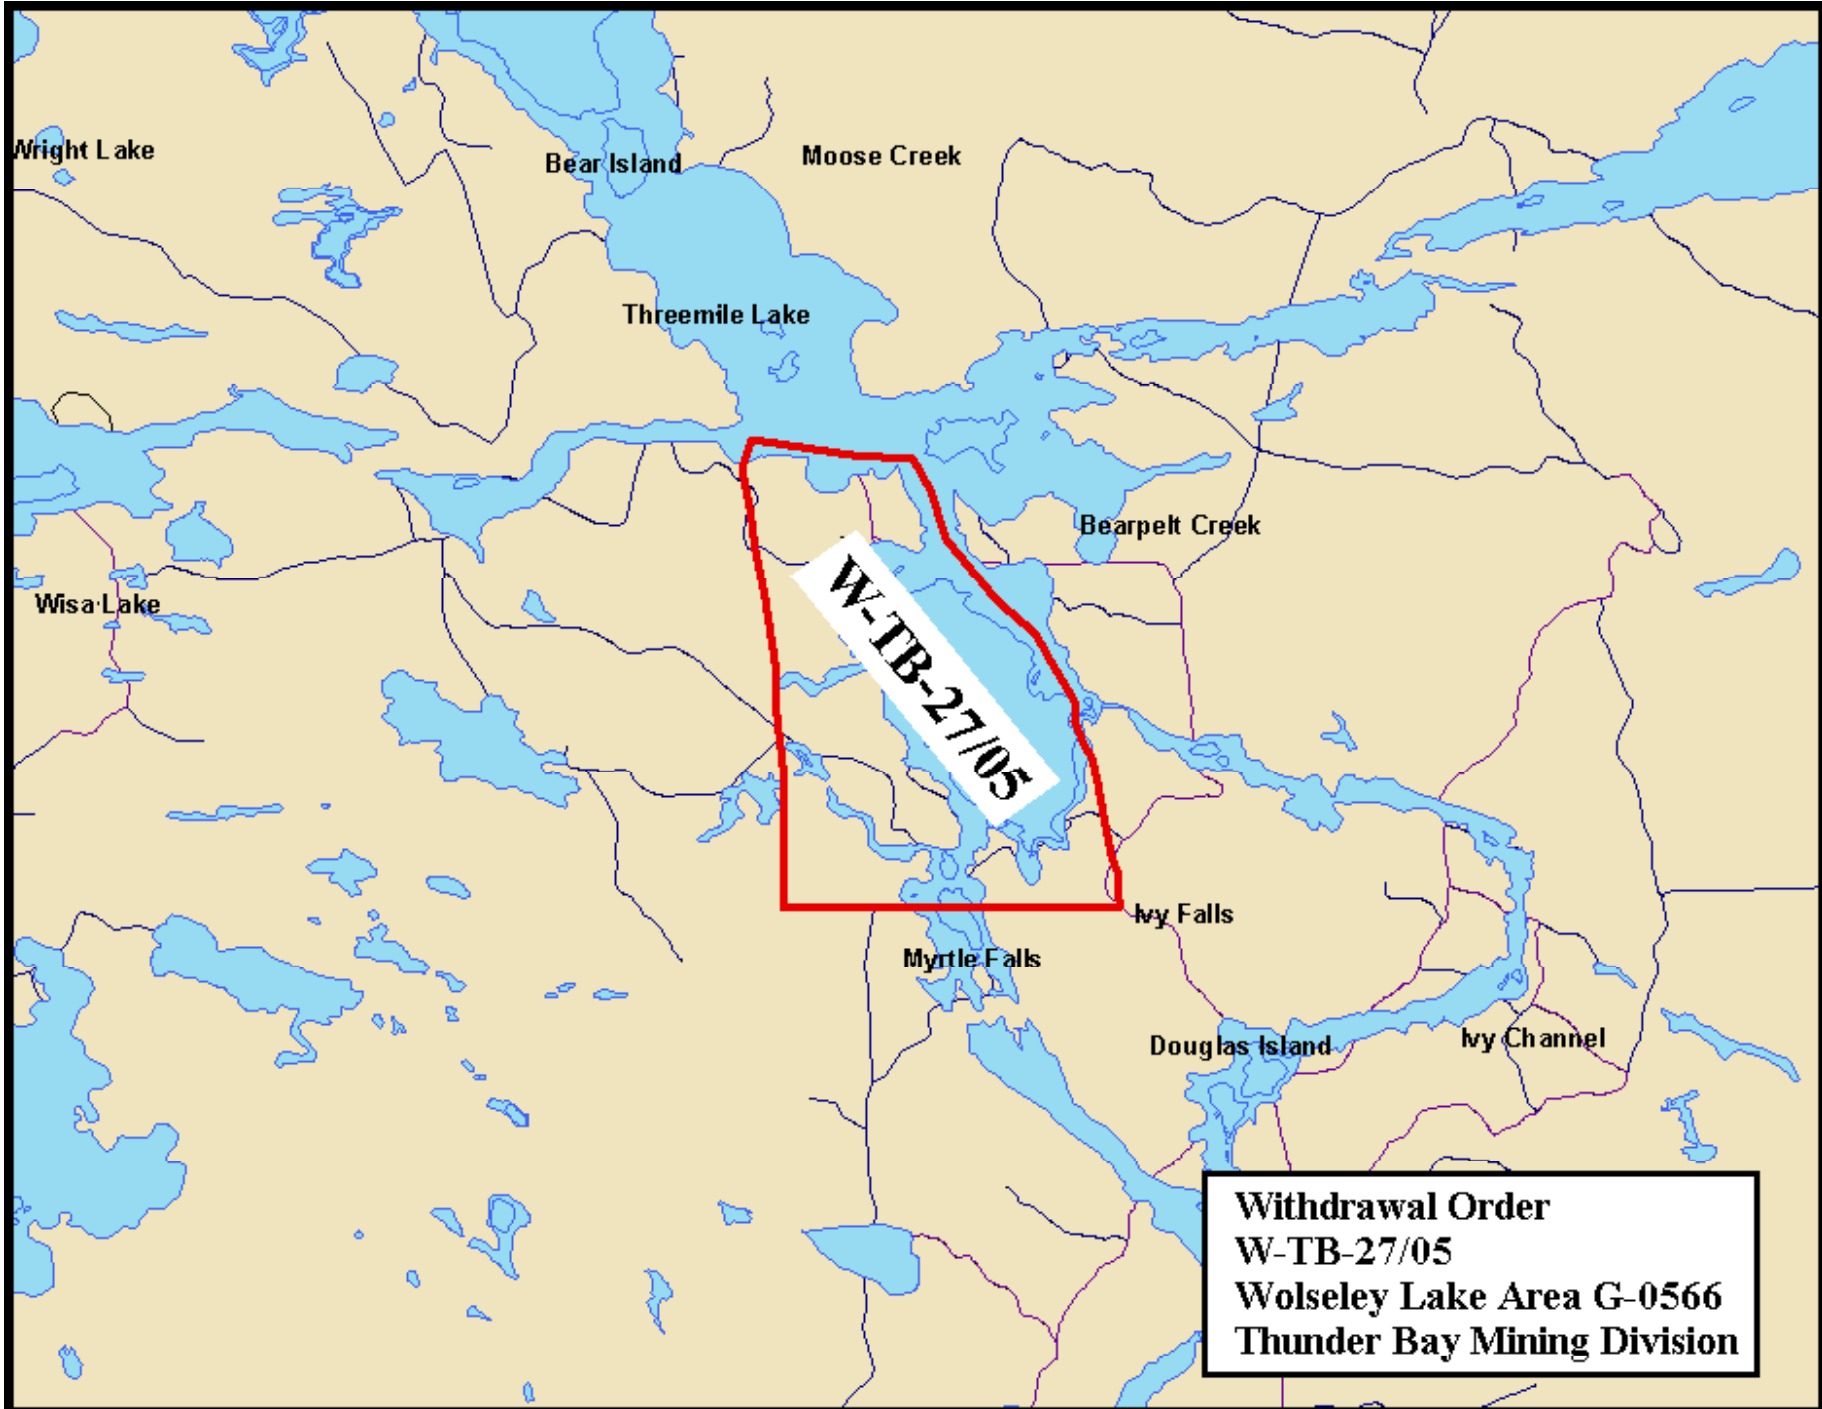 Wright Lake
Bear Island
Moose Creek
Threemile Lake
Bearpelt Creek
Wisa Lake
W-TB-27/05
Ivy Falls
Myrtle Falls
Douglas Island
Ivy Channel
Withdrawal Order
W-TB-27/05
Wolseley Lake Area G-0566
Thunder Bay Mining Division